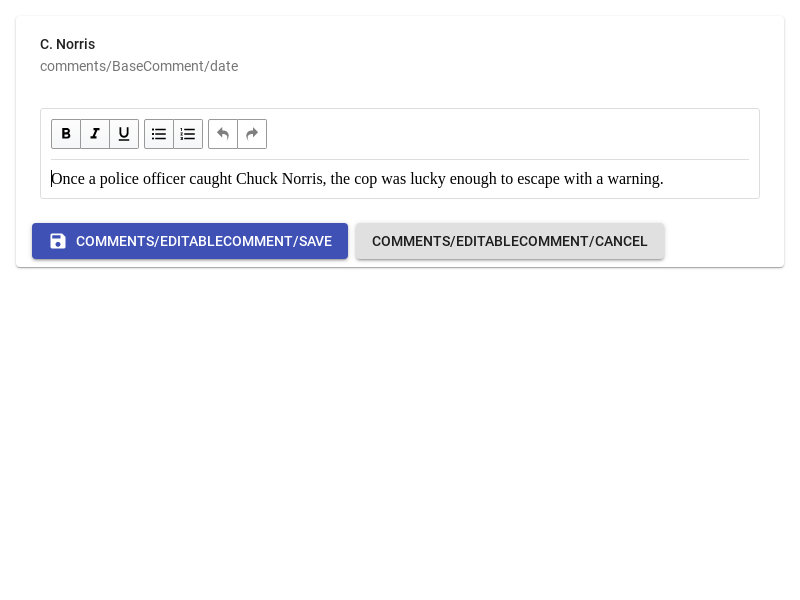 C. Norris
comments/BaseComment/date
B I U
Once a police officer caught Chuck Norris, the cop was lucky enough to escape with a warning.
COMMENTS/EDITABLECOMMENT/SAVE COMMENTS/EDITABLECOMMENT/CANCEL